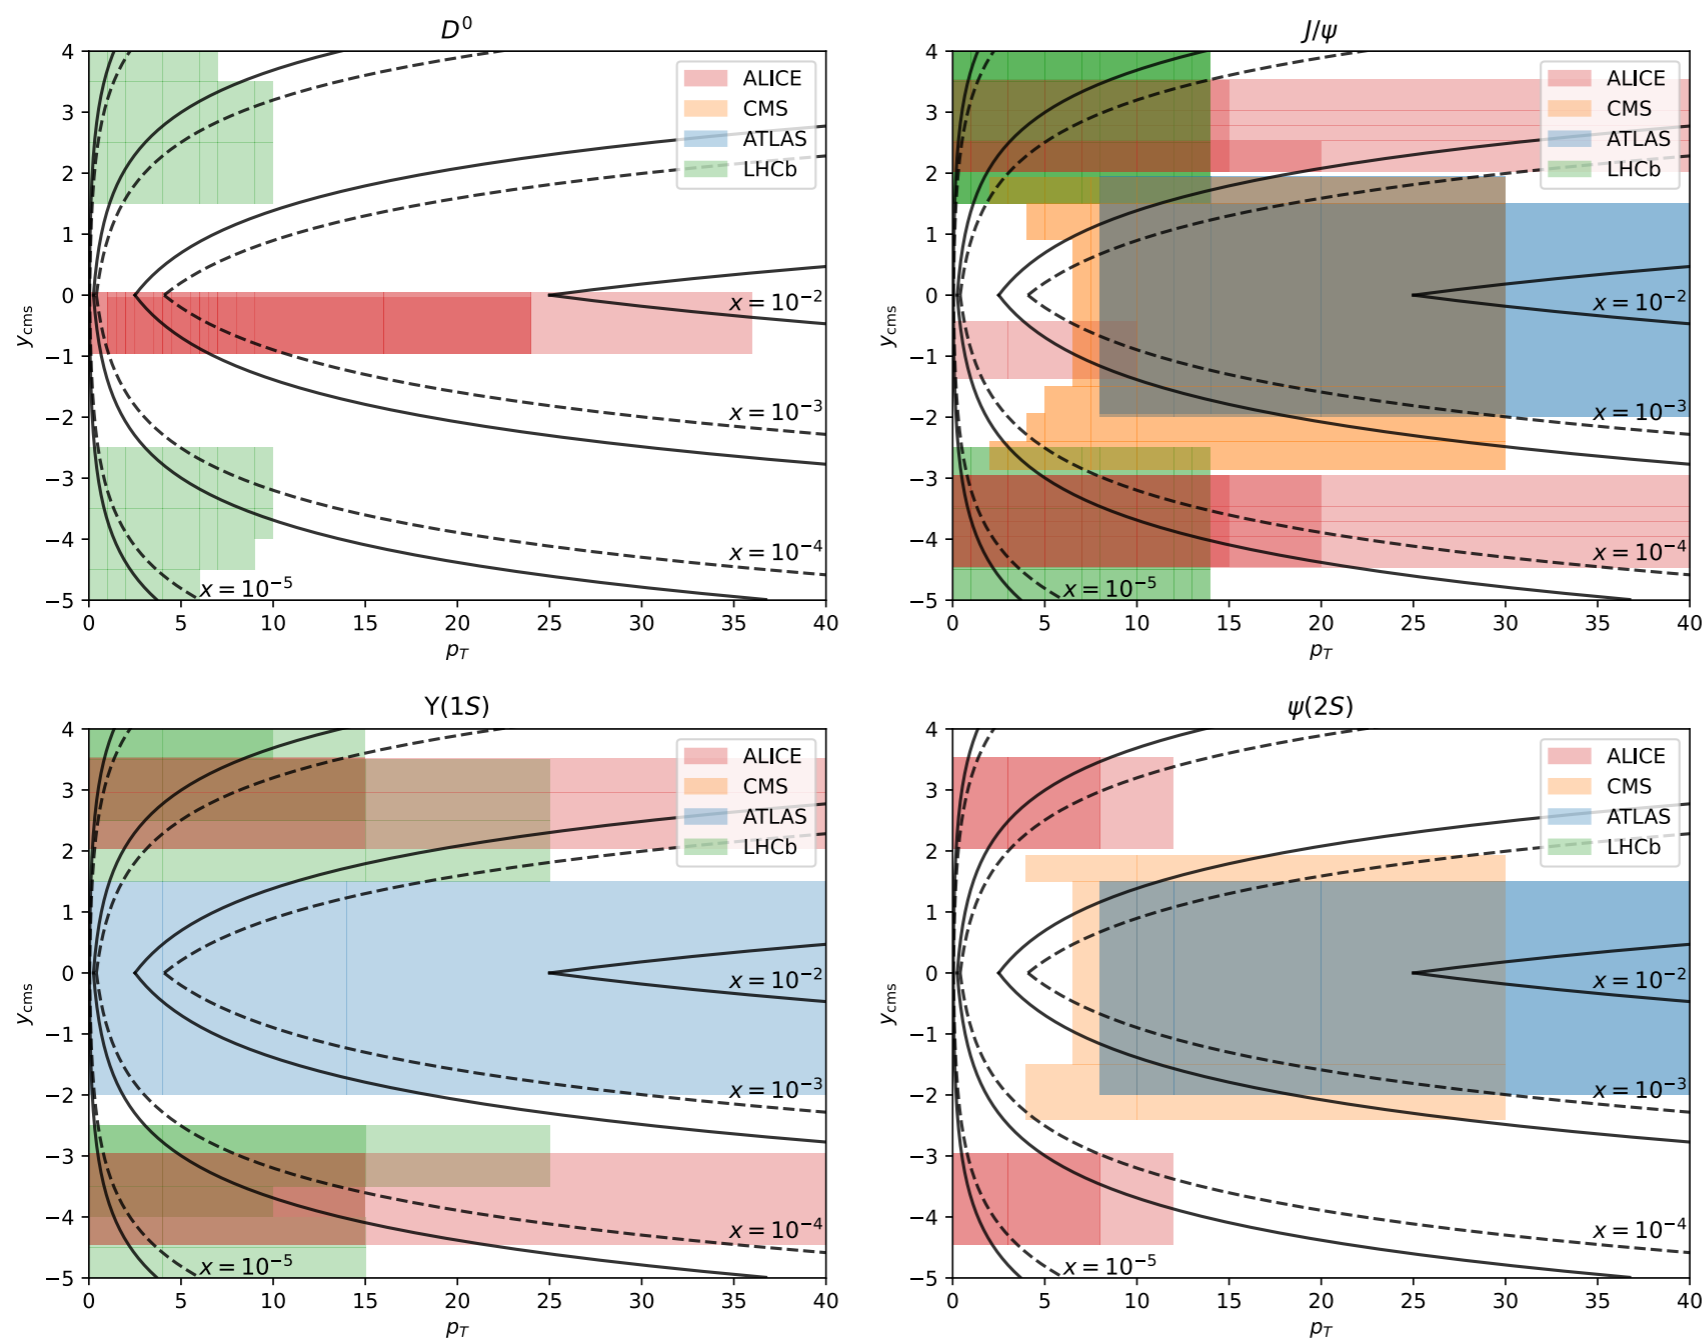 D⁰
4
3
2
1
0
−1
−2
−3
−4
−5
y_cms
ALICE
CMS
ATLAS
LHCb
x = 10⁻²
x = 10⁻³
x = 10⁻⁴
x = 10⁻⁵
0 5 10 15 20 25 30 35 40
p_T
J/ψ
4
3
2
1
0
−1
−2
−3
−4
−5
y_cms
ALICE
CMS
ATLAS
LHCb
x = 10⁻²
x = 10⁻³
x = 10⁻⁴
x = 10⁻⁵
0 5 10 15 20 25 30 35 40
p_T
Υ(1S)
4
3
2
1
0
−1
−2
−3
−4
−5
y_cms
ALICE
CMS
ATLAS
LHCb
x = 10⁻²
x = 10⁻³
x = 10⁻⁴
x = 10⁻⁵
0 5 10 15 20 25 30 35 40
p_T
ψ(2S)
4
3
2
1
0
−1
−2
−3
−4
−5
y_cms
ALICE
CMS
ATLAS
LHCb
x = 10⁻²
x = 10⁻³
x = 10⁻⁴
x = 10⁻⁵
0 5 10 15 20 25 30 35 40
p_T